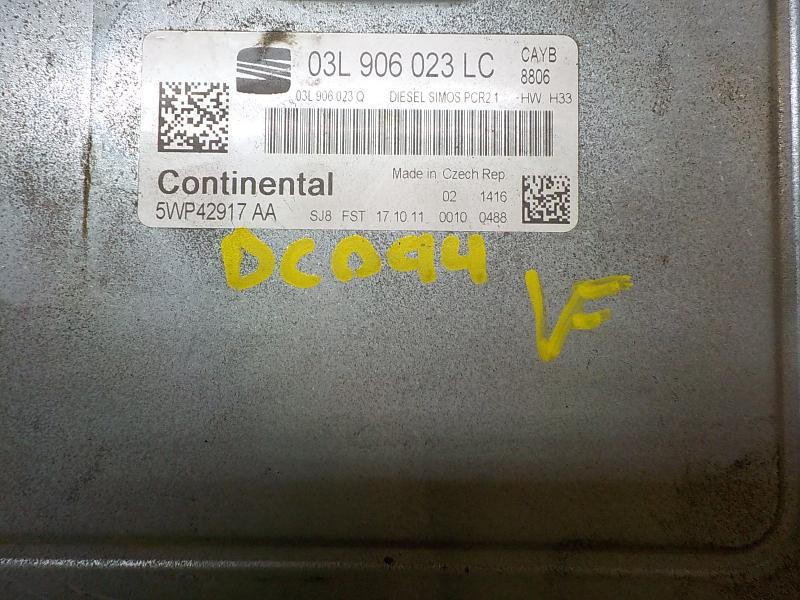 03L 906 023 LC
CAYB
8806
03L 906 023 Q DIESEL SIMOS PCR2.1 HW H33
Continental
Made in Czech Rep.
02 1416
5WP42917 AA SJ8 FST 17.10.11 0010 0488
DC094
VF